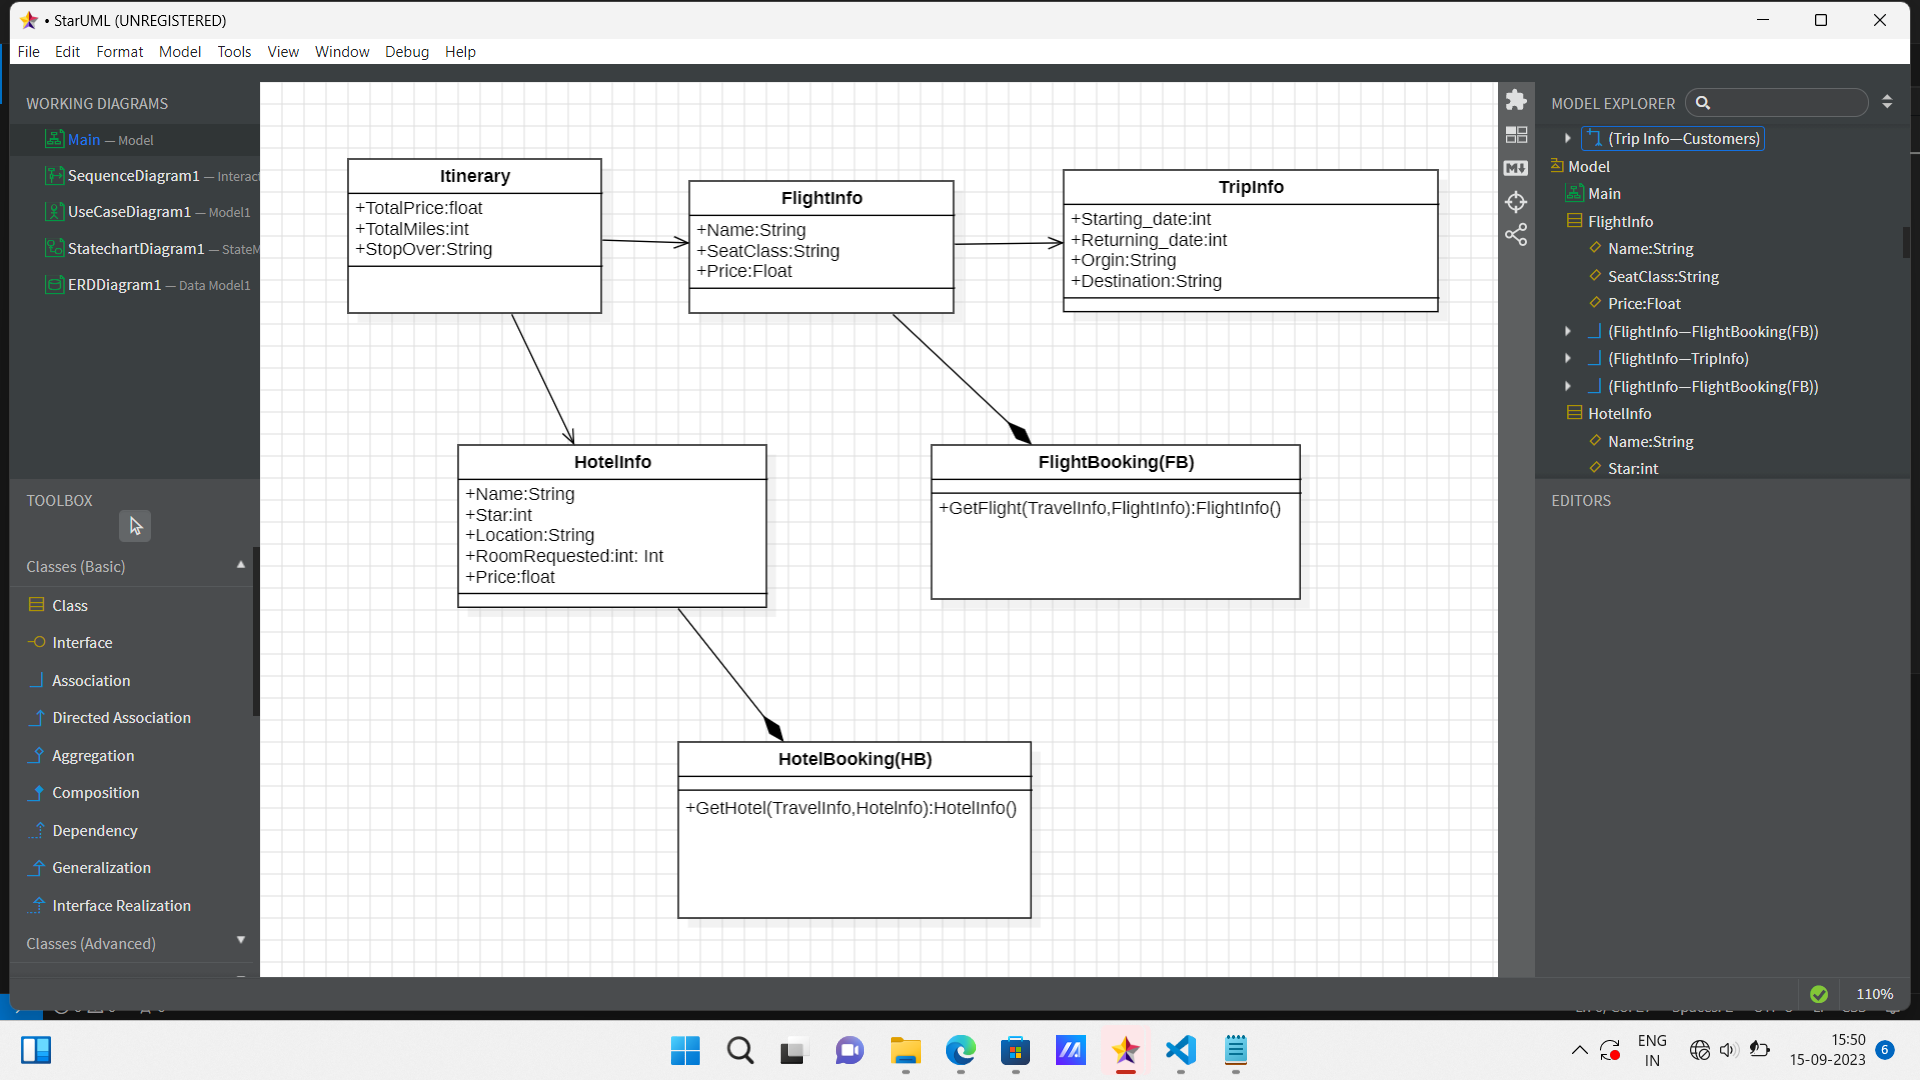 • StarUML (UNREGISTERED)
File Edit Format Model Tools View Window Debug Help
WORKING DIAGRAMS
Main — Model
SequenceDiagram1 — Interact
UseCaseDiagram1 — Model1
StatechartDiagram1 — StateM
ERDDiagram1 — Data Model1
TOOLBOX
Classes (Basic)
Class
Interface
Association
Directed Association
Aggregation
Composition
Dependency
Generalization
Interface Realization
Classes (Advanced)
Itinerary
+TotalPrice:float
+TotalMiles:int
+StopOver:String
FlightInfo
+Name:String
+SeatClass:String
+Price:Float
TripInfo
+Starting_date:int
+Returning_date:int
+Orgin:String
+Destination:String
HotelInfo
+Name:String
+Star:int
+Location:String
+RoomRequested:int: Int
+Price:float
FlightBooking(FB)
+GetFlight(TravelInfo,FlightInfo):FlightInfo()
HotelBooking(HB)
+GetHotel(TravelInfo,Hotelnfo):HotelInfo()
MODEL EXPLORER
(Trip Info—Customers)
Model
Main
FlightInfo
Name:String
SeatClass:String
Price:Float
(FlightInfo—FlightBooking(FB))
(FlightInfo—TripInfo)
(FlightInfo—FlightBooking(FB))
HotelInfo
Name:String
Star:int
EDITORS
110%
ENG
IN
15:50
15-09-2023
6